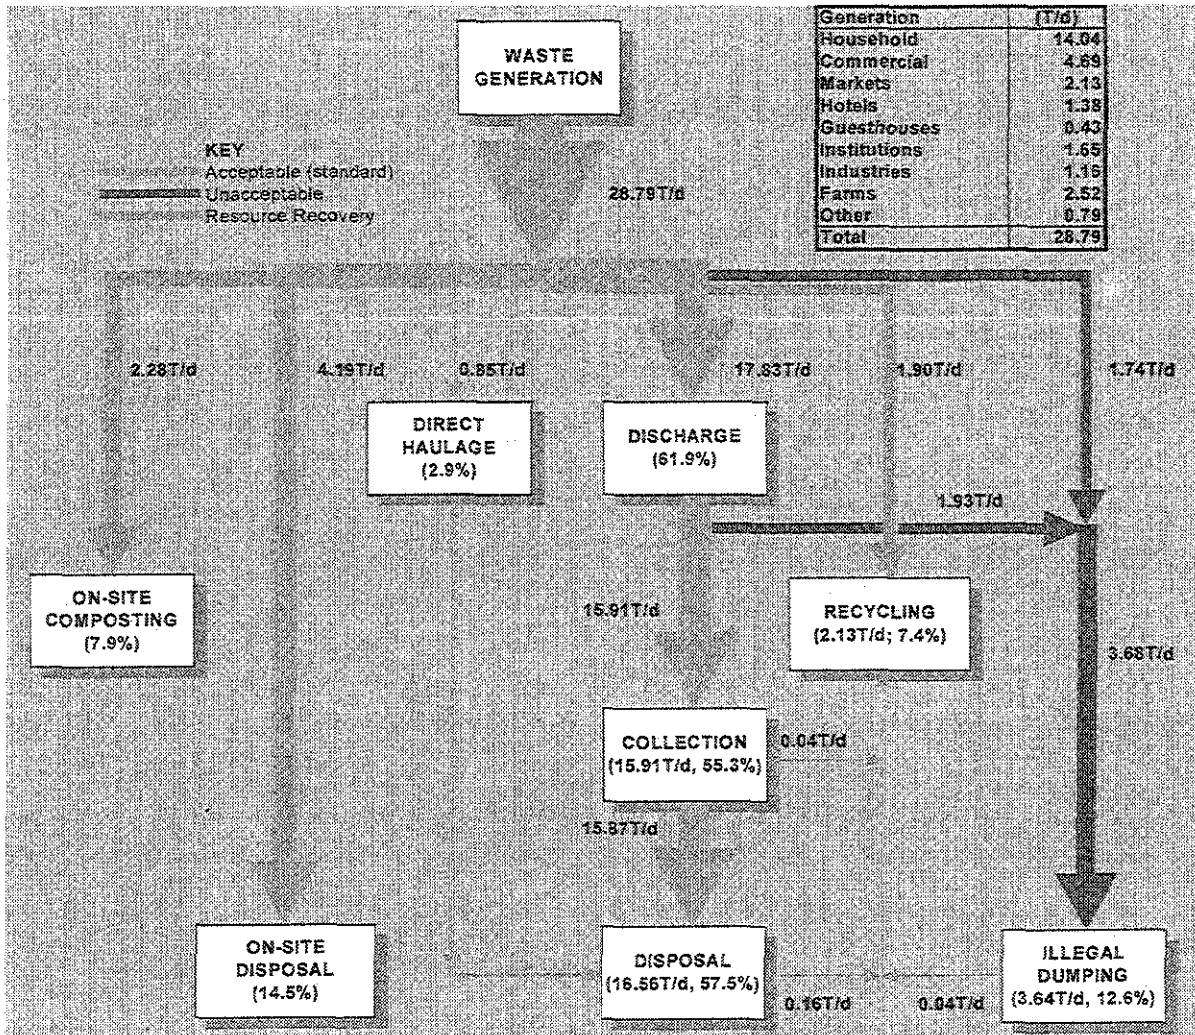 WASTE
GENERATION
Generation (T/d)
Household 14.04
Commercial 4.69
Markets 2.13
Hotels 1.38
Guesthouses 0.43
Institutions 1.65
Industries 1.15
Farms 2.52
Other 0.79
Total 28.79
KEY
Acceptable (standard)
Unacceptable
Resource Recovery
28.79T/d
2.28T/d
4.19T/d
0.85T/d
17.83T/d
1.90T/d
1.74T/d
DIRECT
HAULAGE
(2.9%)
DISCHARGE
(61.9%)
1.93T/d
ON-SITE
COMPOSTING
(7.9%)
15.91T/d
RECYCLING
(2.13T/d; 7.4%)
3.68T/d
COLLECTION
(15.91T/d, 55.3%)
0.04T/d
15.87T/d
ON-SITE
DISPOSAL
(14.5%)
DISPOSAL
(16.56T/d, 57.5%)
0.16T/d
0.04T/d
ILLEGAL
DUMPING
(3.64T/d, 12.6%)